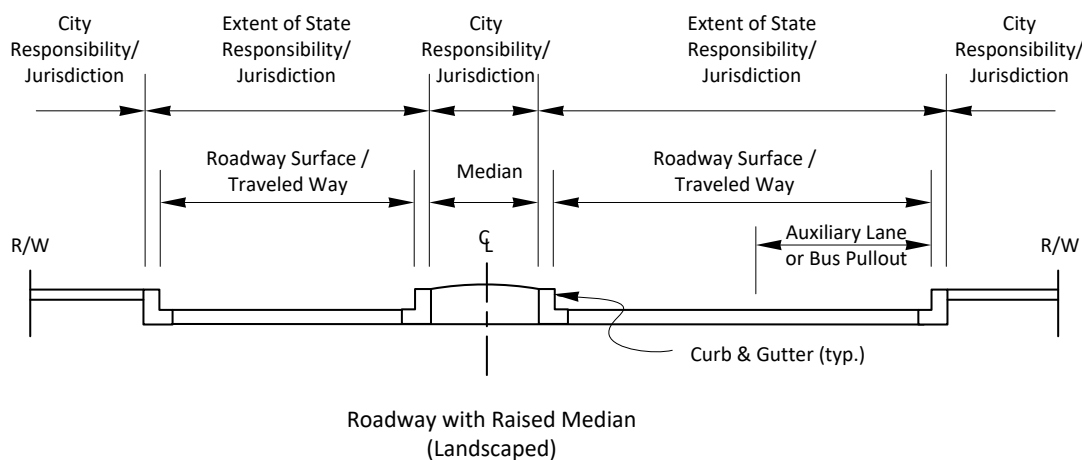 City
Responsibility/
Jurisdiction
Extent of State
Responsibility/
Jurisdiction
City
Responsibility/
Jurisdiction
Extent of State
Responsibility/
Jurisdiction
City
Responsibility/
Jurisdiction
Roadway Surface /
Traveled Way
Median
Roadway Surface /
Traveled Way
R/W
℄
Auxiliary Lane
or Bus Pullout
R/W
Curb & Gutter (typ.)
Roadway with Raised Median
(Landscaped)